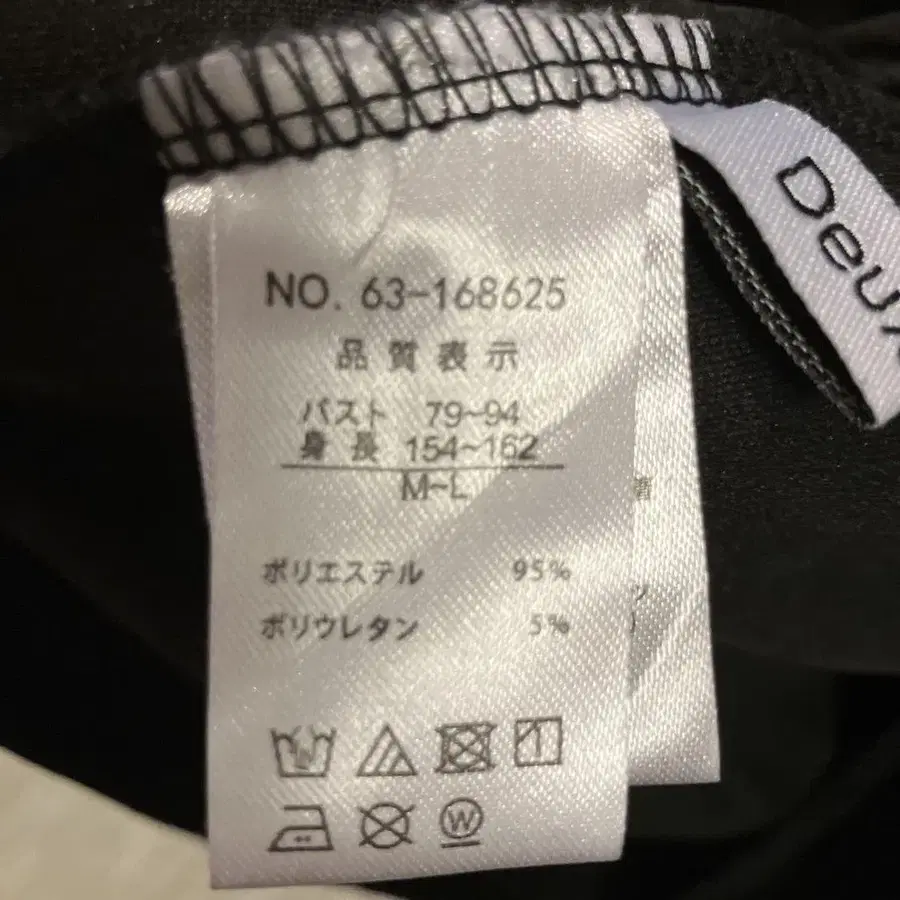 NO. 63-168625
品質表示
バスト 79~94
身長 154~162
M~L
ポリエステル 95%
ポリウレタン 5%
W
Deux